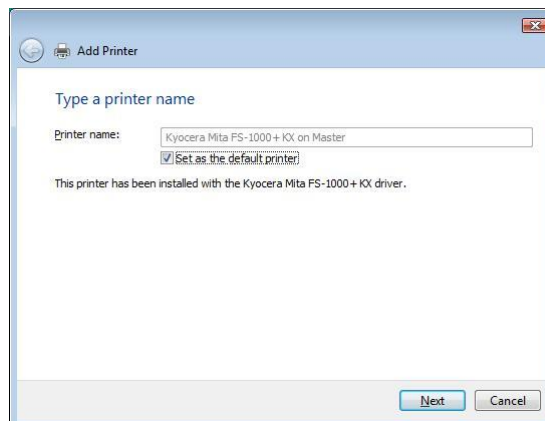 Add Printer
Type a printer name
Printer name: Kyocera Mita FS-1000+ KX on Master
Set as the default printer
This printer has been installed with the Kyocera Mita FS-1000+ KX driver.
Next Cancel